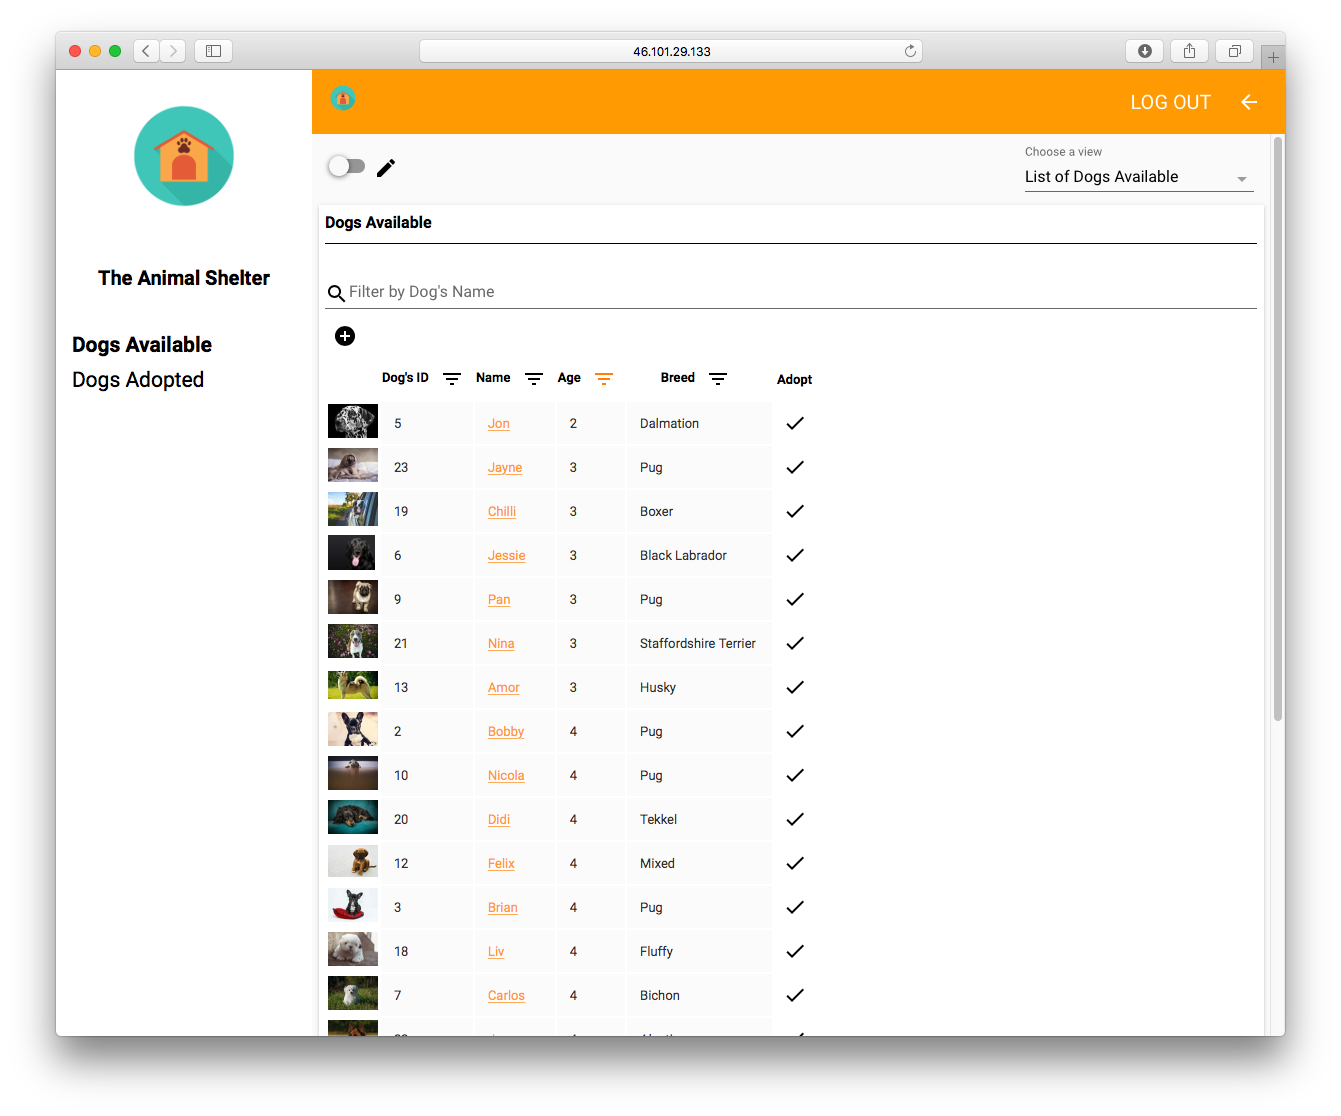 46.101.29.133
LOG OUT
The Animal Shelter
Dogs Available
Dogs Adopted
Choose a view
List of Dogs Available
Dogs Available
Filter by Dog's Name
Dog's ID Name Age Breed Adopt
5 Jon 2 Dalmation
23 Jayne 3 Pug
19 Chilli 3 Boxer
6 Jessie 3 Black Labrador
9 Pan 3 Pug
21 Nina 3 Staffordshire Terrier
13 Amor 3 Husky
2 Bobby 4 Pug
10 Nicola 4 Pug
20 Didi 4 Tekkel
12 Felix 4 Mixed
3 Brian 4 Pug
18 Liv 4 Fluffy
7 Carlos 4 Bichon